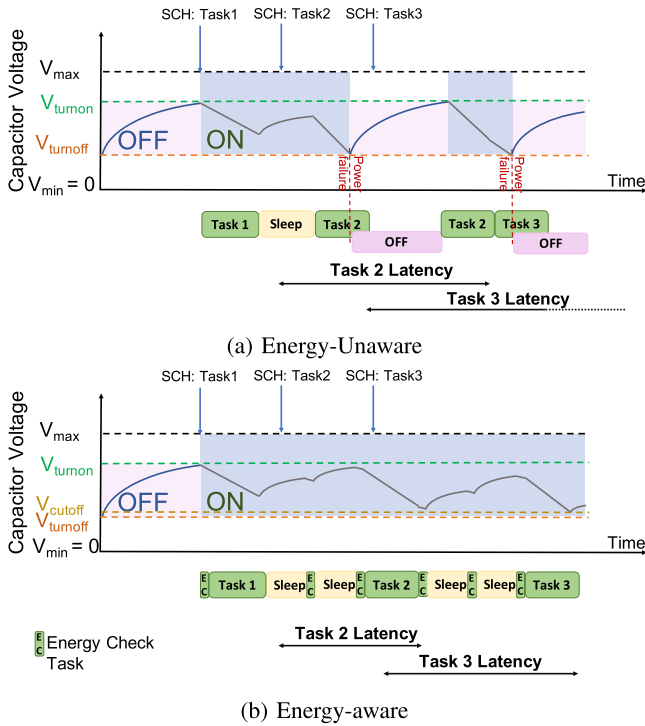 SCH: Task1 SCH: Task2 SCH: Task3
Capacitor Voltage
Vmax
Vturnon
OFF ON
Vturnoff
Vmin = 0
Power failure
Power failure
Time
Task 1 Sleep Task 2 Task 2 Task 3
OFF OFF
Task 2 Latency
Task 3 Latency
(a) Energy-Unaware
SCH: Task1 SCH: Task2 SCH: Task3
Capacitor Voltage
Vmax
Vturnon
OFF ON
Vcutoff
Vturnoff
Vmin = 0
Time
EC Task 1 Sleep EC Sleep EC Task 2 EC Sleep EC Sleep EC Task 3
Task 2 Latency
EC Energy Check
Task
Task 3 Latency
(b) Energy-aware